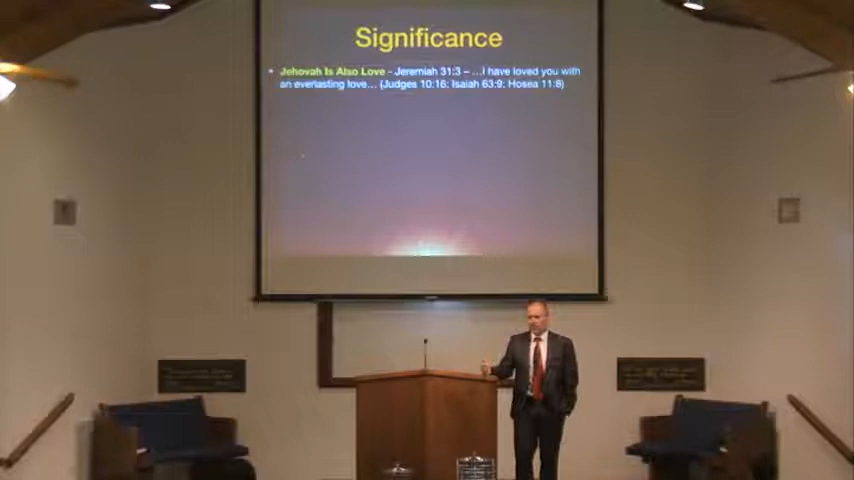 Significance
• Jehovah Is Also Love - Jeremiah 31:3 – …I have loved you with
an everlasting love… (Judges 10:16; Isaiah 63:9; Hosea 11:8)